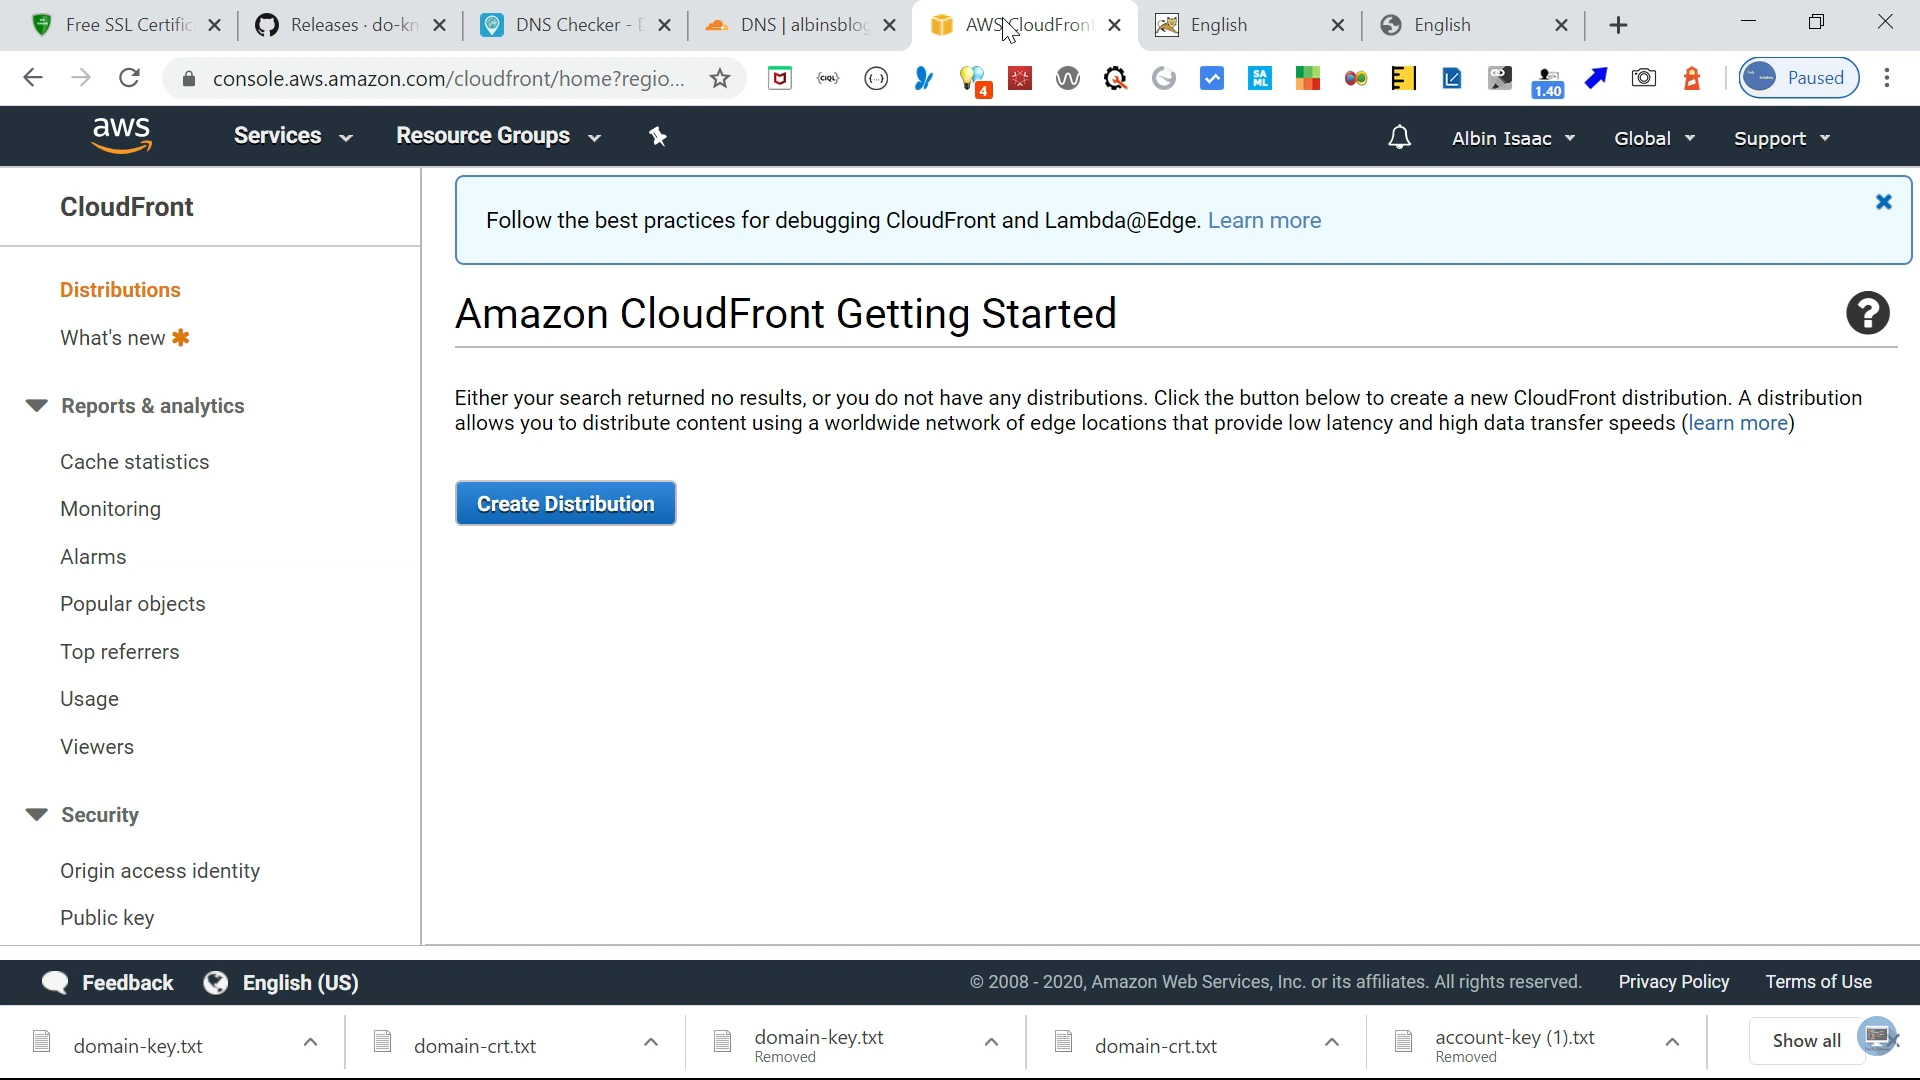 Free SSL Certific
Releases · do-kn
DNS Checker - 
DNS | albinsblog
AWS CloudFront
English
English
console.aws.amazon.com/cloudfront/home?regio...
4
SA
ML
1.40
Paused
aws
Services
Resource Groups
Albin Isaac
Global
Support
CloudFront
Follow the best practices for debugging CloudFront and Lambda@Edge. Learn more
Distributions
What's new
Amazon CloudFront Getting Started
?
Either your search returned no results, or you do not have any distributions. Click the button below to create a new CloudFront distribution. A distribution
allows you to distribute content using a worldwide network of edge locations that provide low latency and high data transfer speeds (learn more)
Create Distribution
Reports & analytics
Cache statistics
Monitoring
Alarms
Popular objects
Top referrers
Usage
Viewers
Security
Origin access identity
Public key
Feedback
English (US)
© 2008 - 2020, Amazon Web Services, Inc. or its affiliates. All rights reserved.
Privacy Policy
Terms of Use
domain-key.txt
domain-crt.txt
domain-key.txt
Removed
domain-crt.txt
account-key (1).txt
Removed
Show all